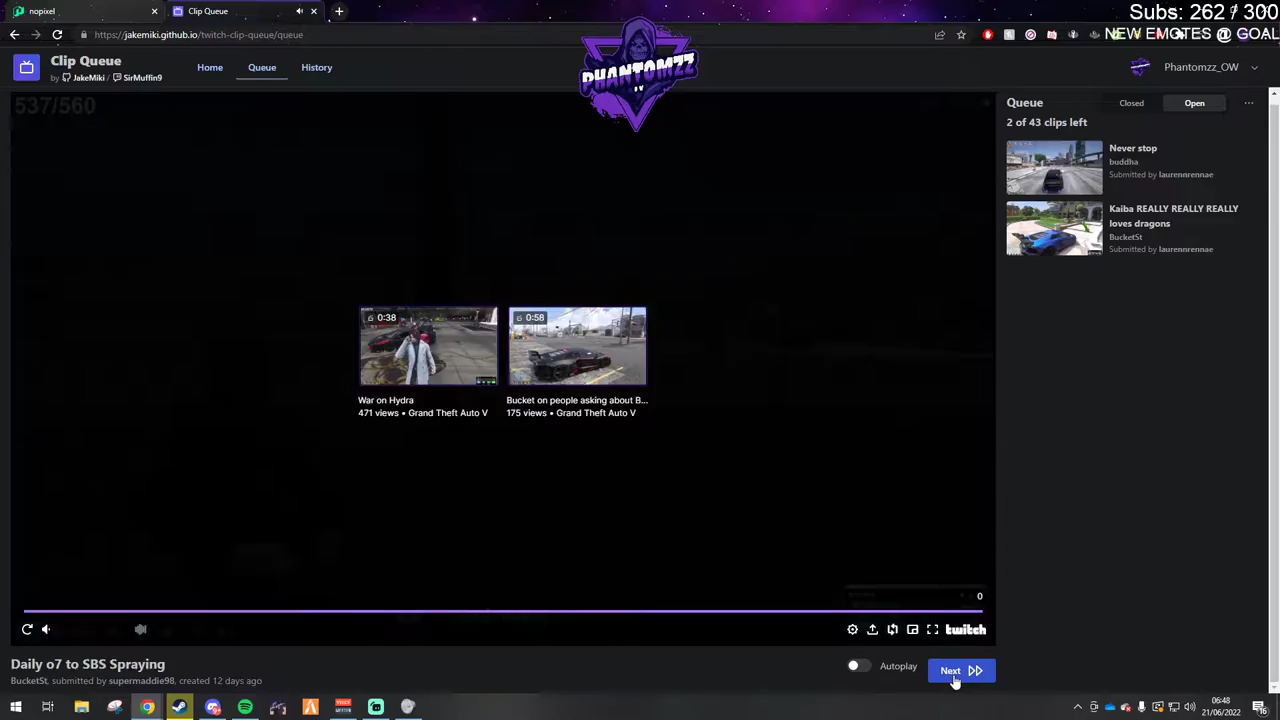 nopixel
Clip Queue
Subs: 262 / 300
NEW EMOTES @ GOAL
https://jakemiki.github.io/twitch-clip-queue/queue
Clip Queue
by JakeMiki / SirMuffin9
Home
Queue
History
PHANTOMZZ
OW
Phantomzz_OW
537/560
Queue
Closed
Open
2 of 43 clips left
Never stop
buddha
Submitted by laurennrennae
Kaiba REALLY REALLY REALLY
loves dragons
BucketSt
Submitted by laurennrennae
0:38
0:58
War on Hydra
471 views • Grand Theft Auto V
Bucket on people asking about B...
175 views • Grand Theft Auto V
0
twitch
Daily o7 to SBS Spraying
BucketSt, submitted by supermaddie98, created 12 days ago
Autoplay
Next
06:48
21/06/2022
16